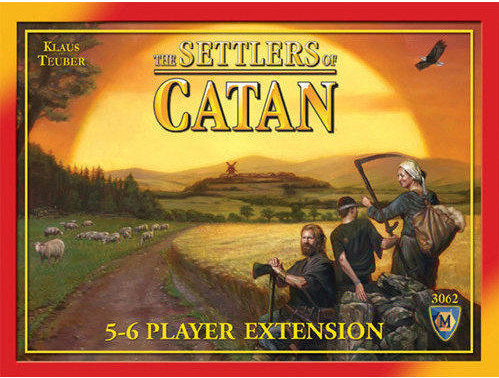 KLAUS
TEUBER
THE SETTLERS OF
CATAN
5-6 PLAYER EXTENSION
3062
M